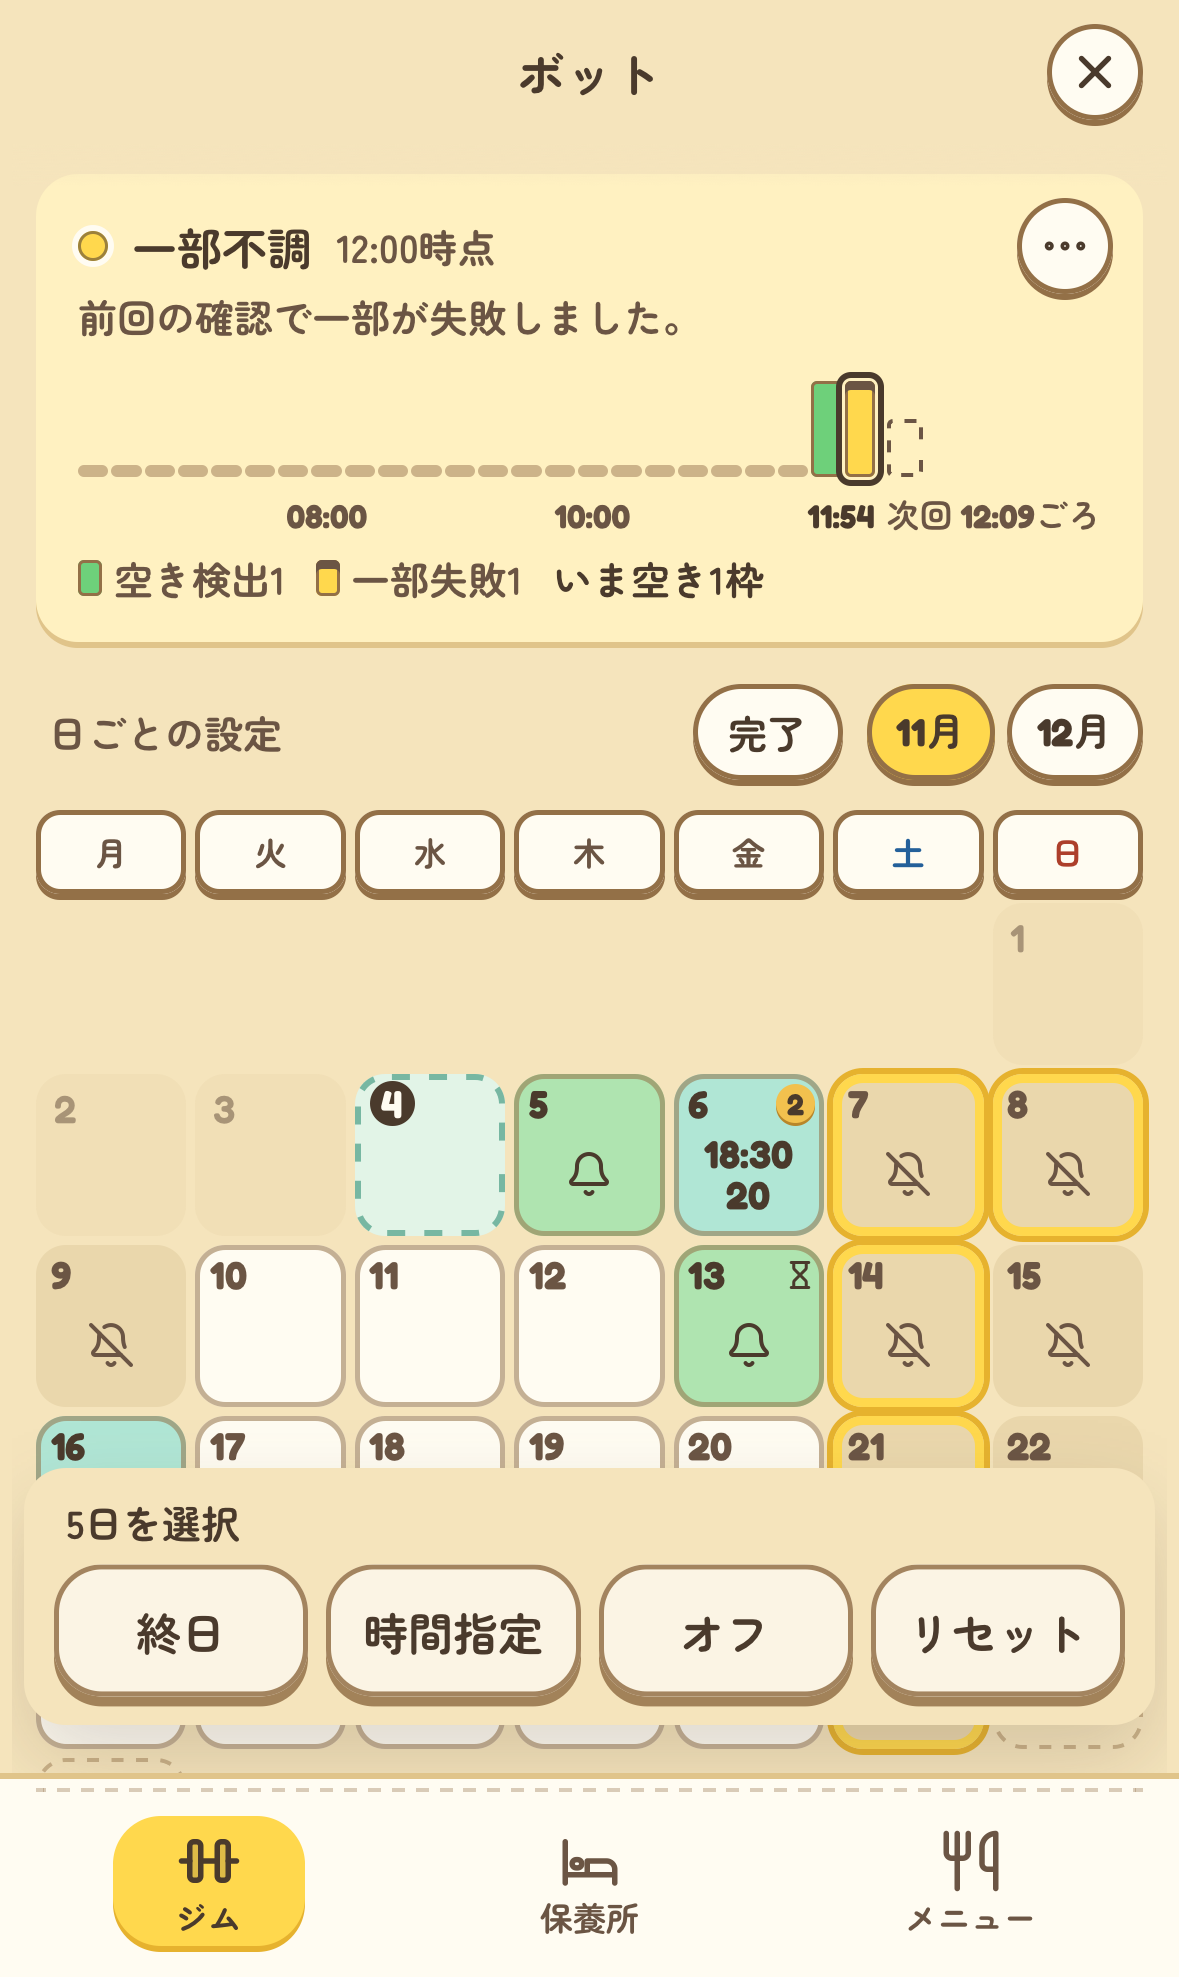 ボット
一部不調 12:00時点
前回の確認で一部が失敗しました。
08:00 10:00 11:54 次回 12:09ごろ
空き検出1 一部失敗1 いま空き1枠
日ごとの設定 完了 11月 12月
月 火 水 木 金 土 日
1
2 3 4 5 6 2 7 8
18:30
20
9 10 11 12 13 14 15
16 17 18 19 20 21 22
5日を選択
終日 時間指定 オフ リセット
ジム 保養所 メニュー